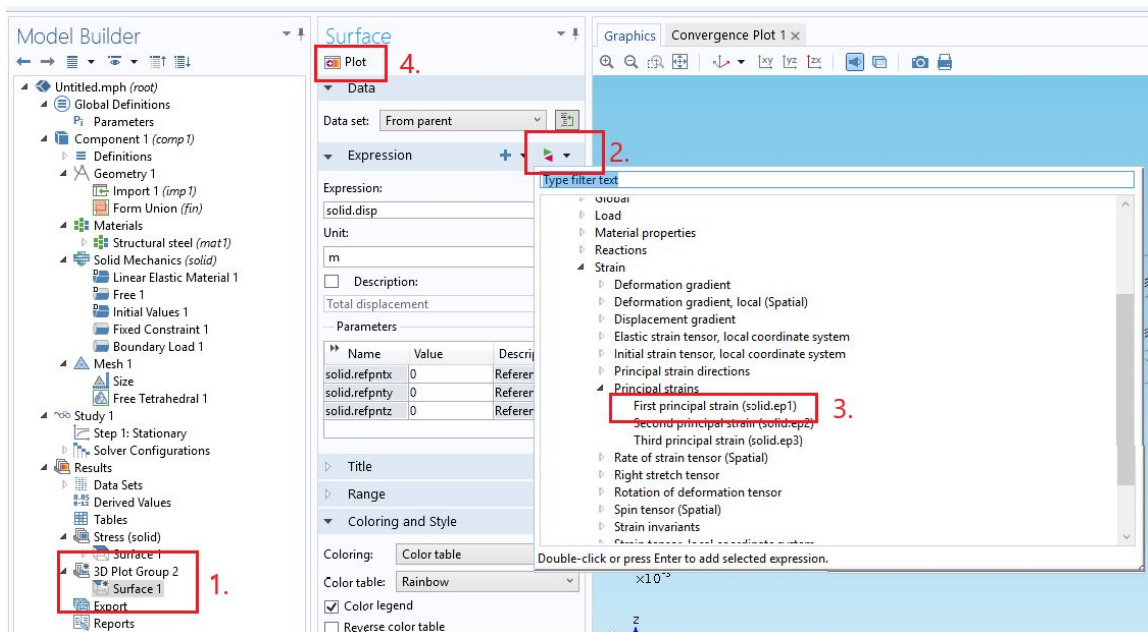 Model Builder
Untitled.mph (root)
Global Definitions
Pi Parameters
Component 1 (comp1)
Definitions
Geometry 1
Import 1 (imp1)
Form Union (fin)
Materials
Structural steel (mat1)
Solid Mechanics (solid)
Linear Elastic Material 1
Free 1
Initial Values 1
Fixed Constraint 1
Boundary Load 1
Mesh 1
Size
Free Tetrahedral 1
Study 1
Step 1: Stationary
Solver Configurations
Results
Data Sets
Derived Values
Tables
Stress (solid)
Surface 1
3D Plot Group 2
Surface 1
1.
Export
Reports
Surface
Plot
4.
Data
Data set: From parent
Expression
2.
Expression:
solid.disp
Unit:
m
Description:
Total displacement
Parameters
Name Value
solid.refpntx 0
solid.refpnty 0
solid.refpntz 0
Title
Range
Coloring and Style
Coloring: Color table
Color table: Rainbow
Color legend
Reverse color table
Graphics Convergence Plot 1
xy yz zx
Type filter text
Global
Load
Material properties
Reactions
Strain
Deformation gradient
Deformation gradient, local (Spatial)
Displacement gradient
Elastic strain tensor, local coordinate system
Initial strain tensor, local coordinate system
Principal strain directions
Principal strains
First principal strain (solid.ep1)
3.
Second principal strain (solid.ep2)
Third principal strain (solid.ep3)
Rate of strain tensor (Spatial)
Right stretch tensor
Rotation of deformation tensor
Spin tensor (Spatial)
Strain invariants
Strain tensor, local coordinate system
Double-click or press Enter to add selected expression.
z